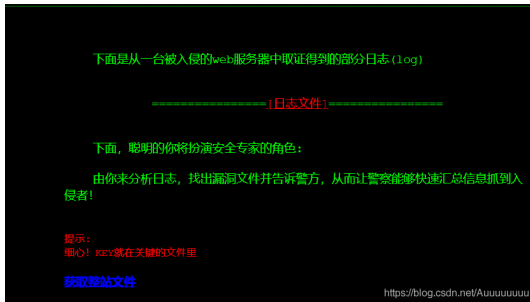 下面是从一台被入侵的web服务器中取证得到的部分日志(log)
================[日志文件]================
下面，聪明的你将扮演安全专家的角色：
由你来分析日志，找出漏洞文件并告诉警方，从而让警察能够快速汇总信息抓到入
侵者！
提示：
细心！KEY就在关键的文件里
获取整站文件
https://blog.csdn.net/Auuuuuuuu